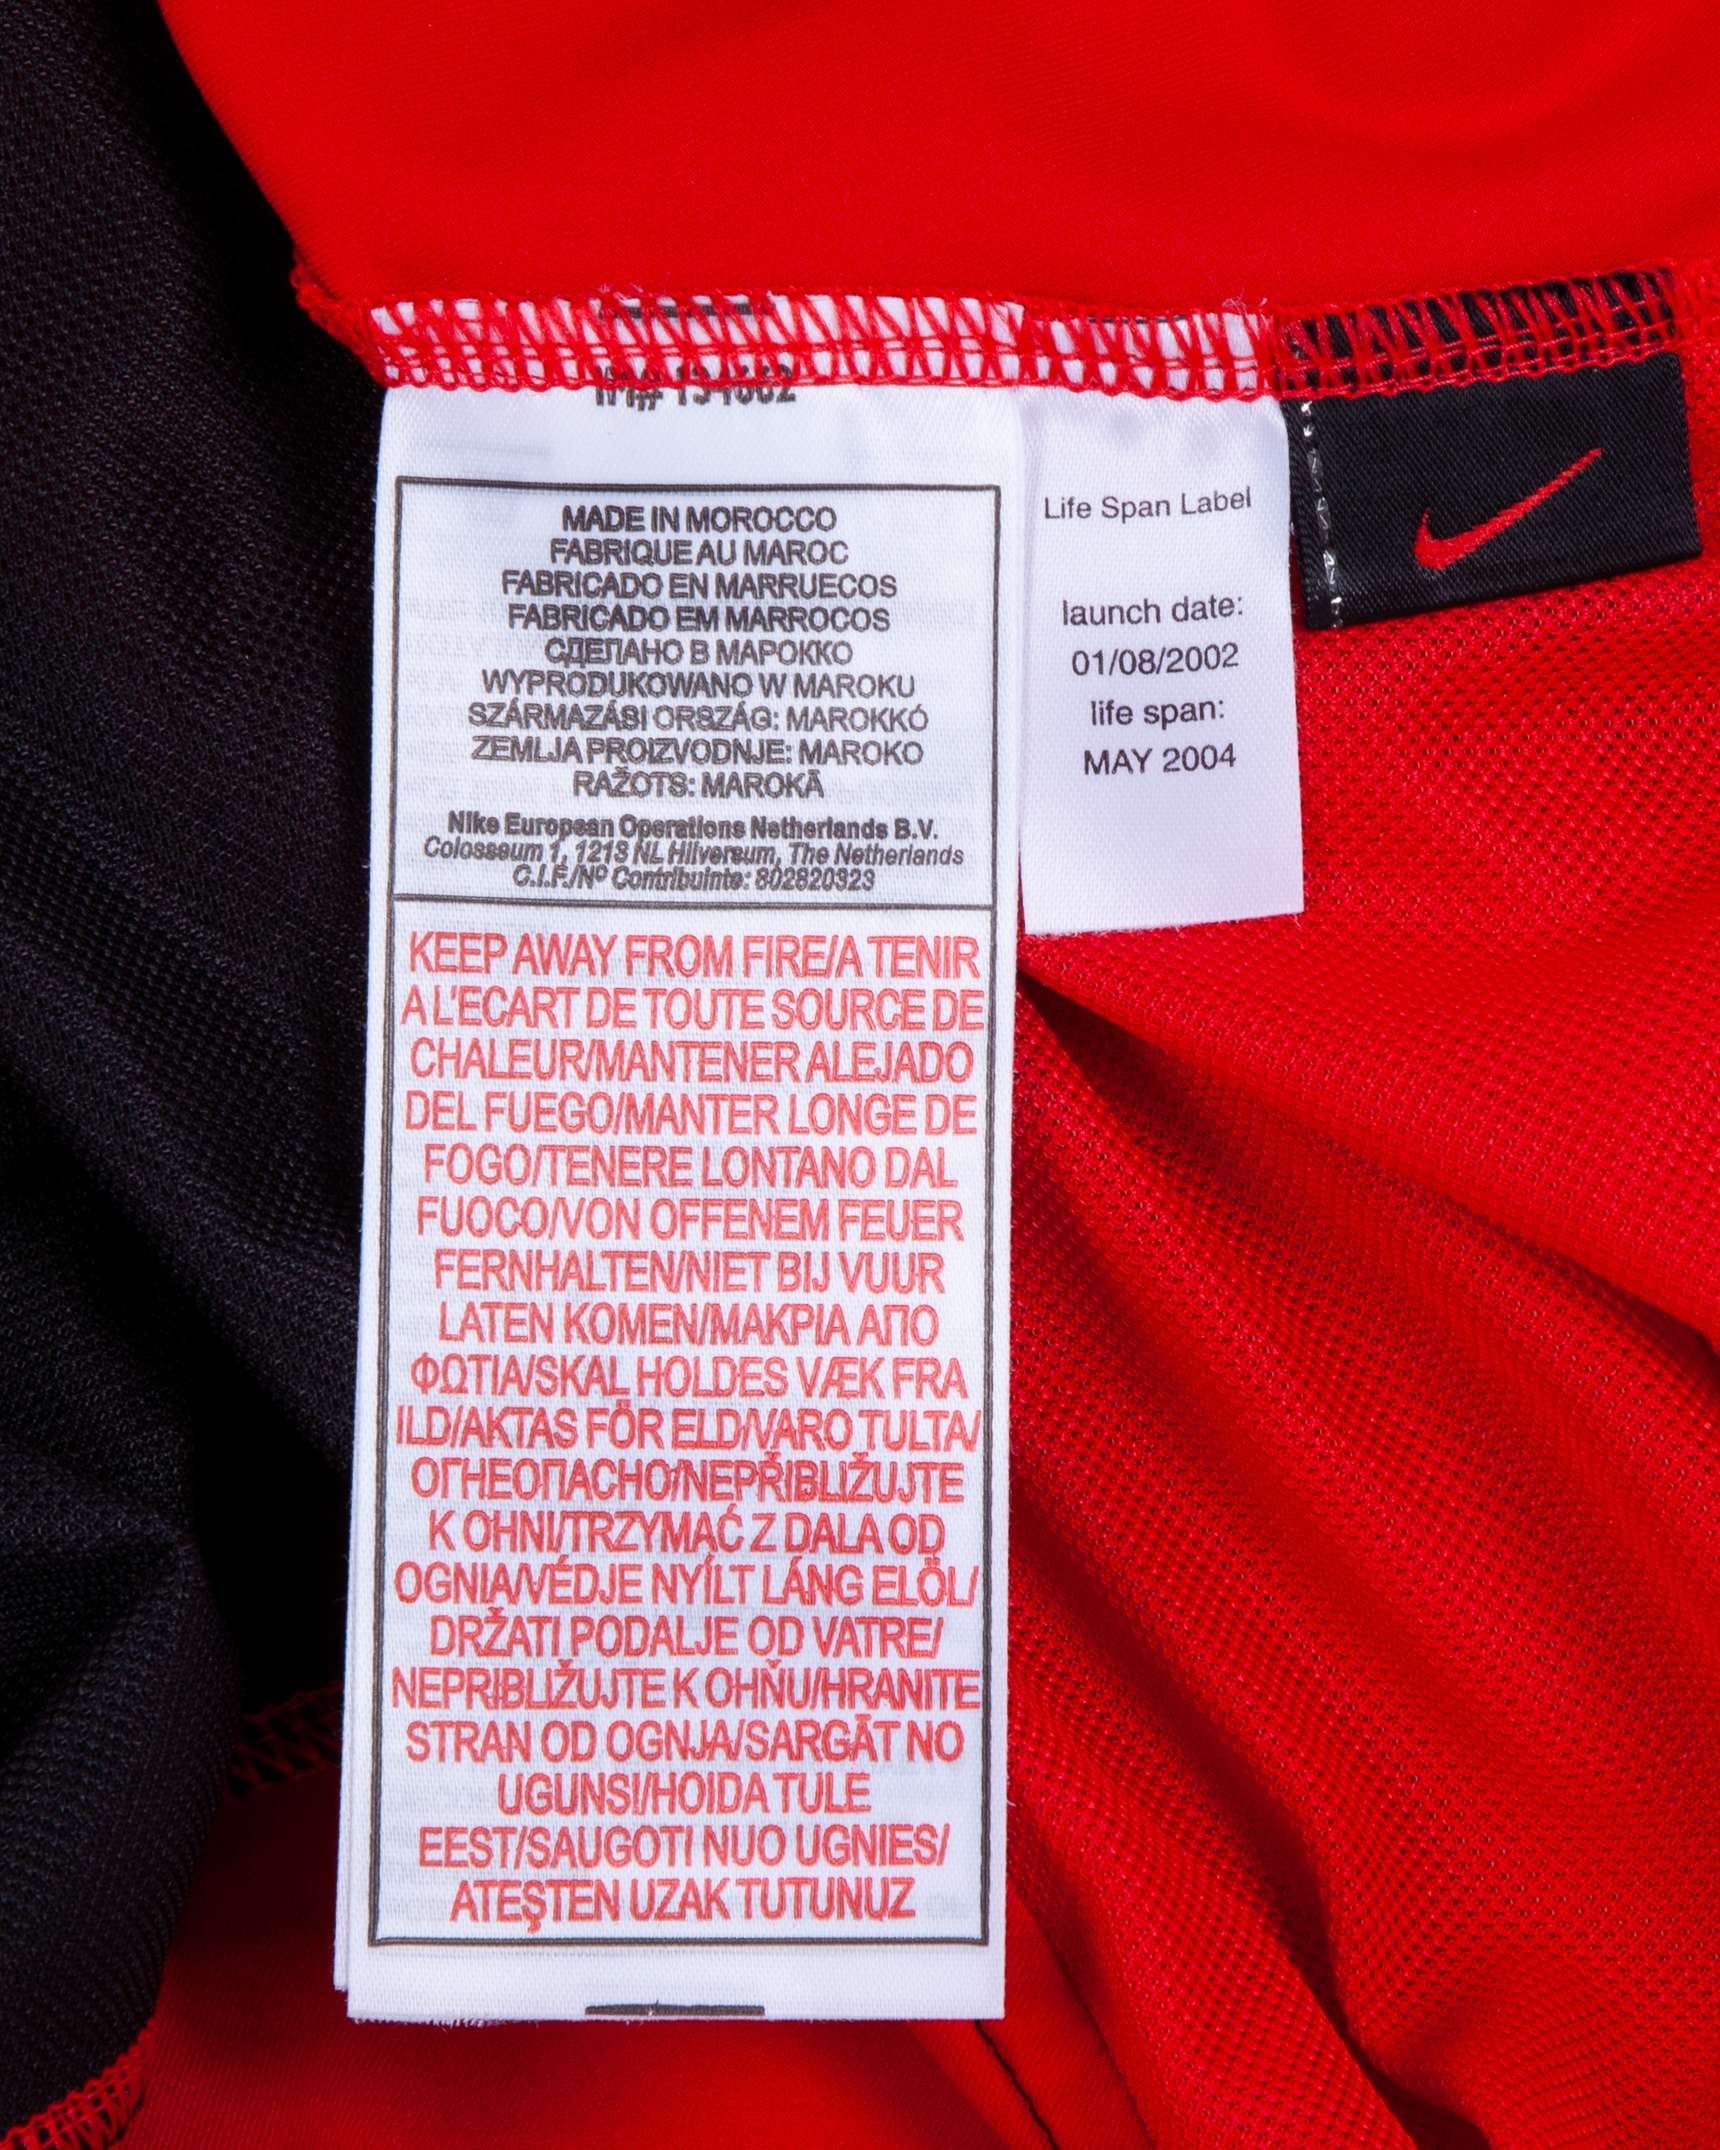 MADE IN MOROCCO
FABRIQUE AU MAROC
FABRICADO EN MARRUECOS
FABRICADO EM MARROCOS
СДЕЛАНО В МАРОККО
WYPRODUKOWANO W MAROKU
SZÁRMAZÁSI ORSZÁG: MAROKKÓ
ZEMLJA PROIZVODNJE: MAROKO
RAŽOTS: MAROKĀ
Nike European Operations Netherlands B.V.
Colosseum 1, 1213 NL Hilversum, The Netherlands
C.I.F./Nº Contribuinte: 802820323
KEEP AWAY FROM FIRE/A TENIR
A L'ECART DE TOUTE SOURCE DE
CHALEUR/MANTENER ALEJADO
DEL FUEGO/MANTER LONGE DE
FOGO/TENERE LONTANO DAL
FUOCO/VON OFFENEM FEUER
FERNHALTEN/NIET BIJ VUUR
LATEN KOMEN/ΜΑΚΡΙΑ ΑΠΟ
ΦΩΤΙΑ/SKAL HOLDES VÆK FRA
ILD/AKTAS FÖR ELD/VARO TULTA/
ОГНЕОПАСНО/NEPŘIBLIŽUJTE
K OHNI/TRZYMAĆ Z DALA OD
OGNIA/VÉDJE NYÍLT LÁNG ELÖL/
DRŽATI PODALJE OD VATRE/
NEPRIBLIŽUJTE K OHŇU/HRANITE
STRAN OD OGNJA/SARGĀT NO
UGUNSI/HOIDA TULE
EEST/SAUGOTI NUO UGNIES/
ATEŞTEN UZAK TUTUNUZ
Life Span Label
launch date:
01/08/2002
life span:
MAY 2004